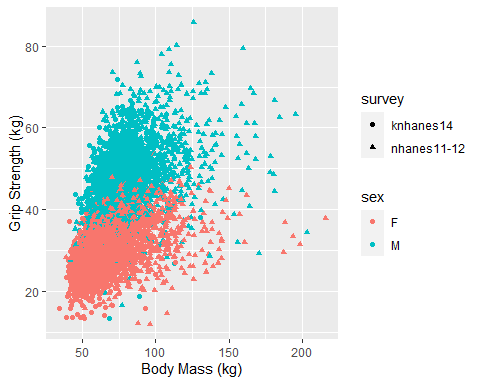 80
60
40
20
Grip Strength (kg)
50
100
150
200
Body Mass (kg)
survey
knhanes14
nhanes11-12
sex
F
M